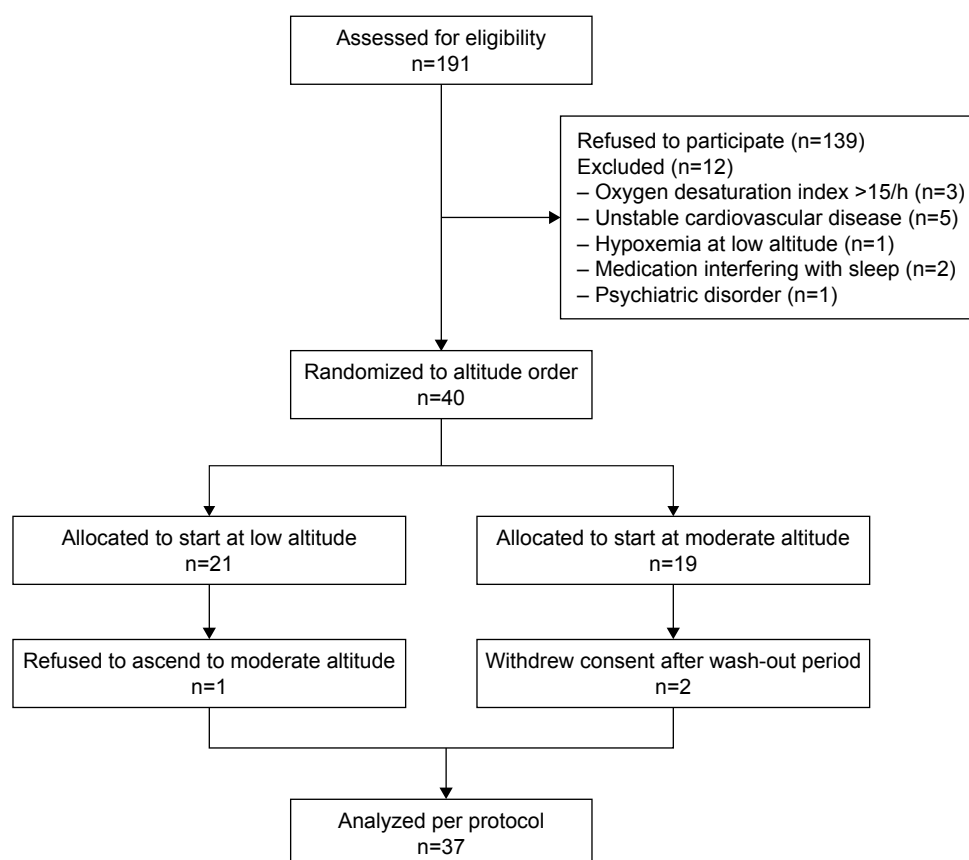 Assessed for eligibility
n=191
Refused to participate (n=139)
Excluded (n=12)
– Oxygen desaturation index >15/h (n=3)
– Unstable cardiovascular disease (n=5)
– Hypoxemia at low altitude (n=1)
– Medication interfering with sleep (n=2)
– Psychiatric disorder (n=1)
Randomized to altitude order
n=40
Allocated to start at low altitude
n=21
Allocated to start at moderate altitude
n=19
Refused to ascend to moderate altitude
n=1
Withdrew consent after wash-out period
n=2
Analyzed per protocol
n=37